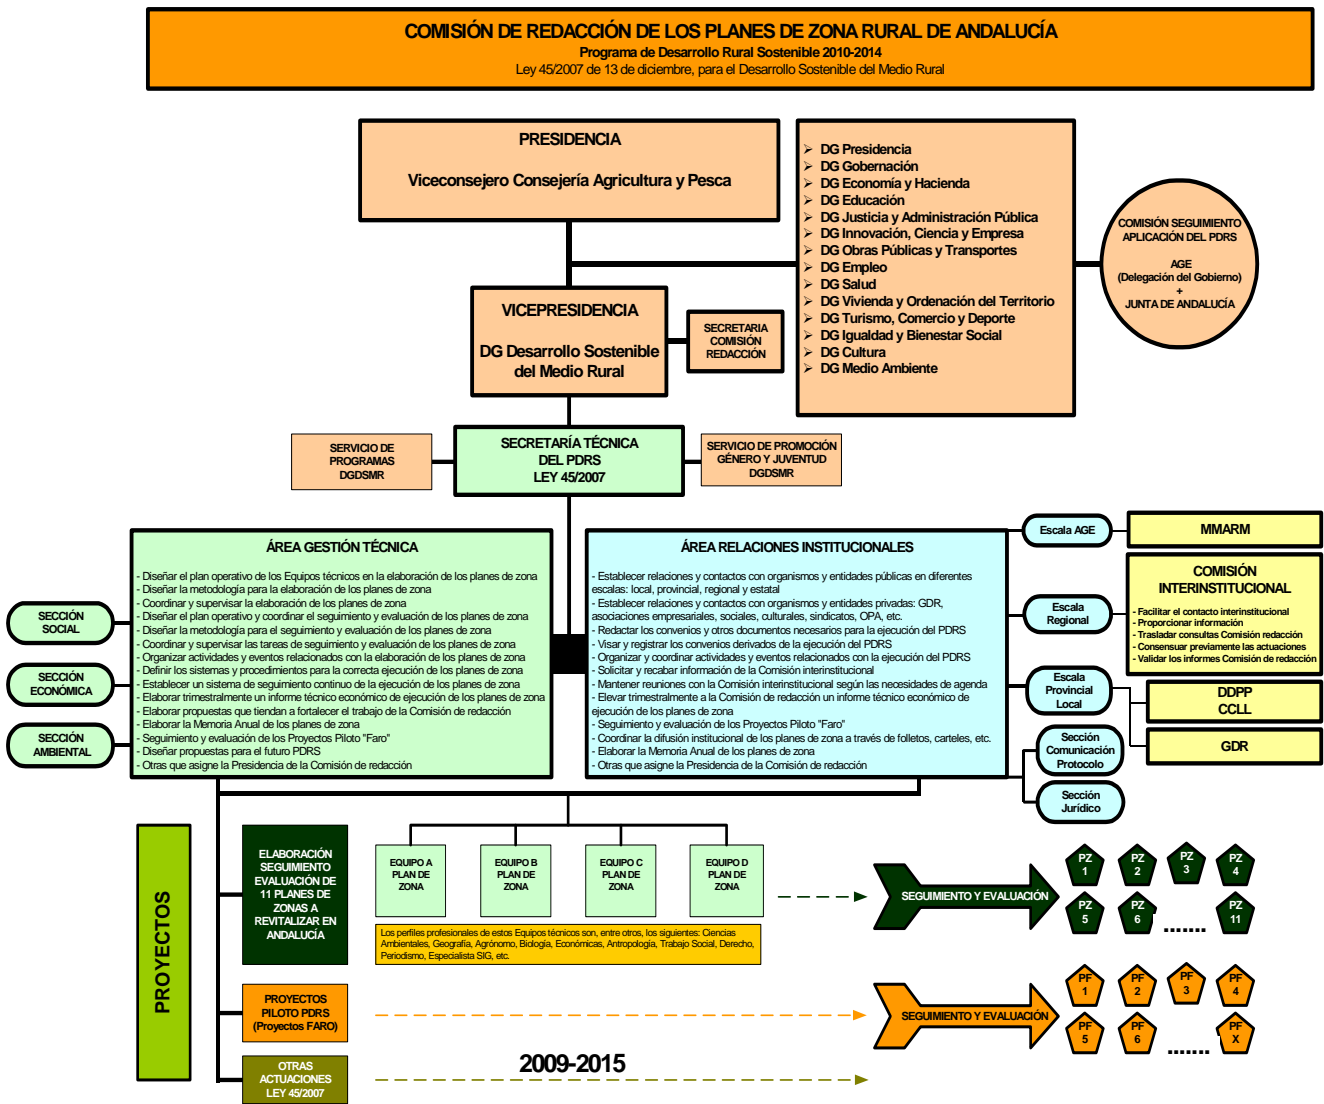 COMISIÓN DE REDACCIÓN DE LOS PLANES DE ZONA RURAL DE ANDALUCÍA
Programa de Desarrollo Rural Sostenible 2010-2014
Ley 45/2007 de 13 de diciembre, para el Desarrollo Sostenible del Medio Rural
PRESIDENCIA
Viceconsejero Consejería Agricultura y Pesca
➢ DG Presidencia
➢ DG Gobernación
➢ DG Economía y Hacienda
➢ DG Educación
➢ DG Justicia y Administración Pública
➢ DG Innovación, Ciencia y Empresa
➢ DG Obras Públicas y Transportes
➢ DG Empleo
➢ DG Salud
➢ DG Vivienda y Ordenación del Territorio
➢ DG Turismo, Comercio y Deporte
➢ DG Igualdad y Bienestar Social
➢ DG Cultura
➢ DG Medio Ambiente
COMISIÓN SEGUIMIENTO
APLICACIÓN DEL PDRS
AGE
(Delegación del Gobierno)
+
JUNTA DE ANDALUCÍA
VICEPRESIDENCIA
DG Desarrollo Sostenible
del Medio Rural
SECRETARIA
COMISIÓN
REDACCIÓN
SERVICIO DE
PROGRAMAS
DGDSMR
SECRETARÍA TÉCNICA
DEL PDRS
LEY 45/2007
SERVICIO DE PROMOCIÓN
GÉNERO Y JUVENTUD
DGDSMR
SECCIÓN
SOCIAL
SECCIÓN
ECONÓMICA
SECCIÓN
AMBIENTAL
ÁREA GESTIÓN TÉCNICA
- Diseñar el plan operativo de los Equipos técnicos en la elaboración de los planes de zona
- Diseñar la metodología para la elaboración de los planes de zona
- Coordinar y supervisar la elaboración de los planes de zona
- Diseñar el plan operativo y coordinar el seguimiento y evaluación de los planes de zona
- Diseñar la metodología para el seguimiento y evaluación de los planes de zona
- Coordinar y supervisar las tareas de seguimiento y evaluación de los planes de zona
- Organizar actividades y eventos relacionados con la elaboración de los planes de zona
- Definir los sistemas y procedimientos para la correcta ejecución de los planes de zona
- Establecer un sistema de seguimiento continuo de la ejecución de los planes de zona
- Elaborar trimestralmente un informe técnico económico de ejecución de los planes de zona
- Elaborar propuestas que tiendan a fortalecer el trabajo de la Comisión de redacción
- Elaborar la Memoria Anual de los planes de zona
- Seguimiento y evaluación de los Proyectos Piloto "Faro"
- Diseñar propuestas para el futuro PDRS
- Otras que asigne la Presidencia de la Comisión de redacción
ÁREA RELACIONES INSTITUCIONALES
- Establecer relaciones y contactos con organismos y entidades públicas en diferentes
escalas: local, provincial, regional y estatal
- Establecer relaciones y contactos con organismos y entidades privadas: GDR,
asociaciones empresariales, sociales, culturales, sindicatos, OPA, etc.
- Redactar los convenios y otros documentos necesarios para la ejecución del PDRS
- Visar y registrar los convenios derivados de la ejecución del PDRS
- Organizar y coordinar actividades y eventos relacionados con la ejecución del PDRS
- Solicitar y recabar información de la Comisión interinstitucional
- Mantener reuniones con la Comisión interinstitucional según las necesidades de agenda
- Elevar trimestralmente a la Comisión de redacción un informe técnico económico de
ejecución de los planes de zona
- Seguimiento y evaluación de los Proyectos Piloto "Faro"
- Coordinar la difusión institucional de los planes de zona a través de folletos, carteles, etc.
- Elaborar la Memoria Anual de los planes de zona
- Otras que asigne la Presidencia de la Comisión de redacción
Escala AGE
Escala
Regional
Escala
Provincial
Local
Sección
Comunicación
Protocolo
Sección
Jurídico
MMARM
COMISIÓN
INTERINSTITUCIONAL
- Facilitar el contacto interinstitucional
- Proporcionar información
- Trasladar consultas Comisión redacción
- Consensuar previamente las actuaciones
- Validar los informes Comisión de redacción
DDPP
CCLL
GDR
PROYECTOS
ELABORACIÓN
SEGUIMIENTO
EVALUACIÓN DE
11 PLANES DE
ZONAS A
REVITALIZAR EN
ANDALUCÍA
EQUIPO A
PLAN DE
ZONA
EQUIPO B
PLAN DE
ZONA
EQUIPO C
PLAN DE
ZONA
EQUIPO D
PLAN DE
ZONA
Los perfiles profesionales de estos Equipos técnicos son, entre otros, los siguientes: Ciencias
Ambientales, Geografía, Agrónomo, Biología, Económicas, Antropología, Trabajo Social, Derecho,
Periodismo, Especialista SIG, etc.
SEGUIMIENTO Y EVALUACIÓN
PZ
1
PZ
2
PZ
3
PZ
4
PZ
5
PZ
6
.......
PZ
11
PROYECTOS
PILOTO PDRS
(Proyectos FARO)
SEGUIMIENTO Y EVALUACIÓN
PF
1
PF
2
PF
3
PF
4
PF
5
PF
6
.......
PF
X
OTRAS
ACTUACIONES
LEY 45/2007
2009-2015